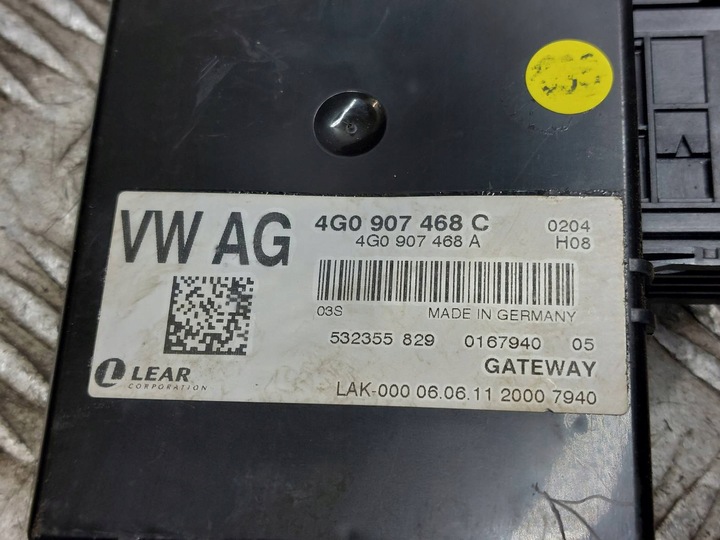 VW AG
4G0 907 468 C
0204
4G0 907 468 A
H08
03S
MADE IN GERMANY
532355 829
0167940
05
GATEWAY
LEAR
CORPORATION
LAK-000 06.06.11 2000 7940